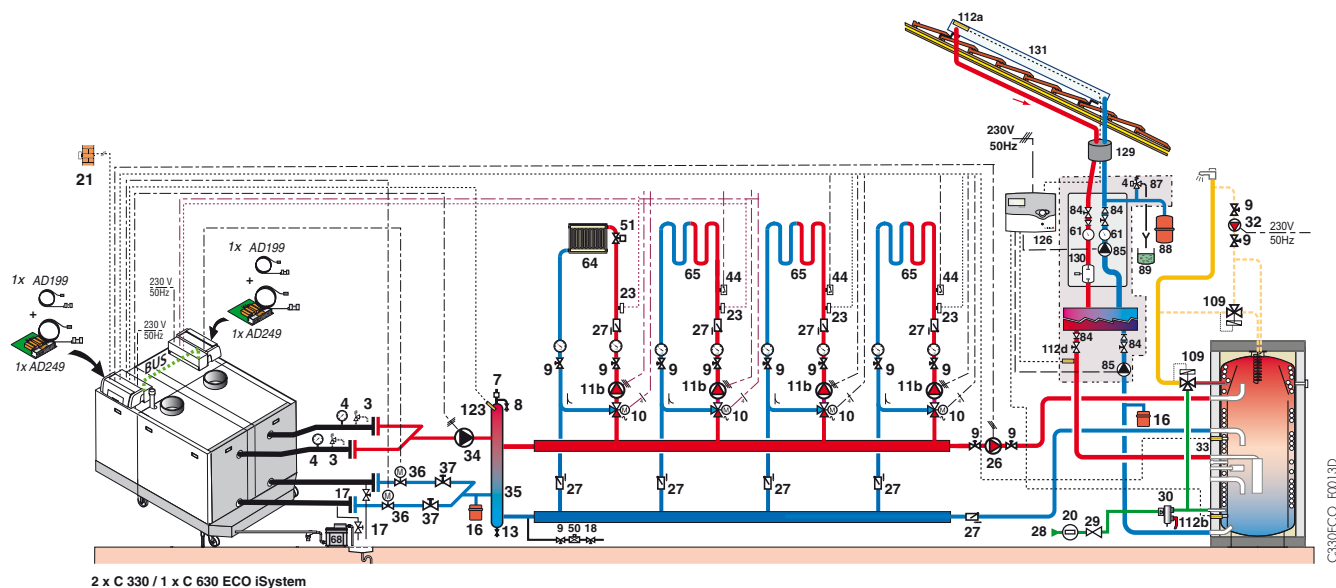 112a
131
230V
50Hz
129
21
4
87
9
32
230V
50Hz
84
84
61
61
126
85
88
130
89
51
64
65
65
65
44
44
44
23
23
23
23
27
27
27
27
9
9
9
9
9
9
9
9
11b
11b
11b
11b
10
10
10
10
M
M
M
M
1x AD199
+
1x AD249
1x AD199
+
1x AD249
230 V
50Hz
230 V
50Hz
BUS
109
109
84
84
112d
85
16
7
123
8
4
3
4
3
34
9
9
26
33
M
36
37
M
36
37
35
17
17
16
13
27
27
27
27
27
9 50 18
68
30
20
29
28
112b
C330ECO_F0013D
2 x C 330 / 1 x C 630 ECO iSystem